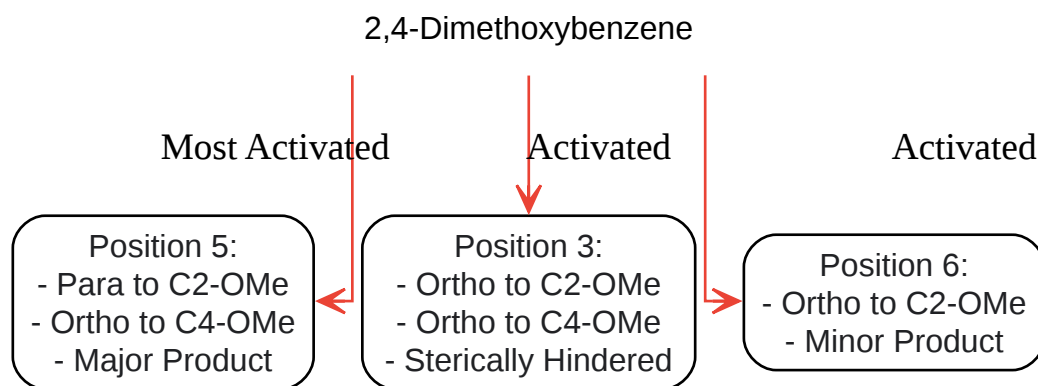 2,4-Dimethoxybenzene
Most Activated
Activated
Activated
Position 5:
- Para to C2-OMe
- Ortho to C4-OMe
- Major Product
Position 3:
- Ortho to C2-OMe
- Ortho to C4-OMe
- Sterically Hindered
Position 6:
- Ortho to C2-OMe
- Minor Product